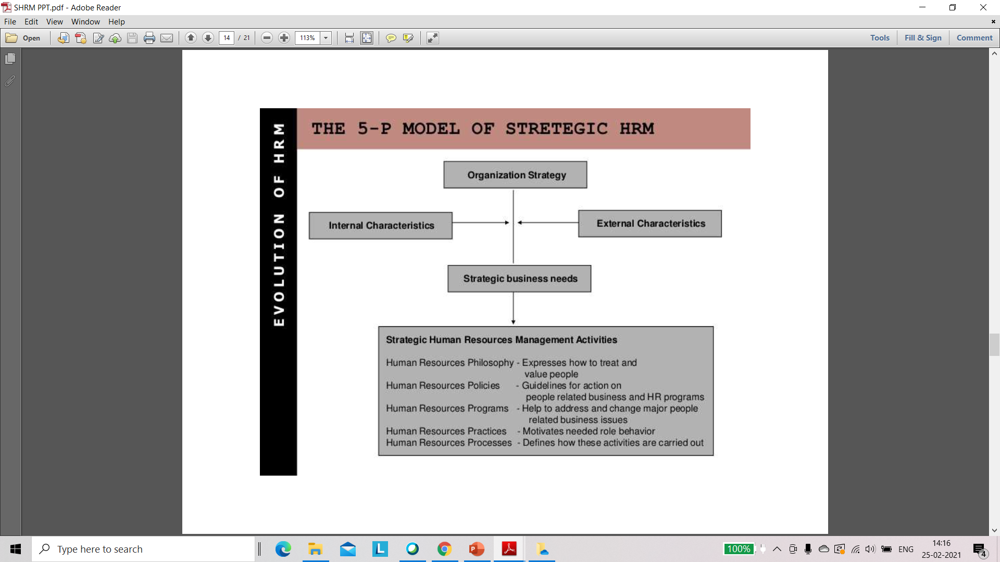 SHRM PPT.pdf - Adobe Reader
File Edit View Window Help
Open 14 / 21 113% Tools Fill & Sign Comment
EVOLUTION OF HRM
THE 5-P MODEL OF STRETEGIC HRM
Organization Strategy
Internal Characteristics
External Characteristics
Strategic business needs
Strategic Human Resources Management Activities
Human Resources Philosophy - Expresses how to treat and
value people
Human Resources Policies - Guidelines for action on
people related business and HR programs
Human Resources Programs - Help to address and change major people
related business issues
Human Resources Practices - Motivates needed role behavior
Human Resources Processes - Defines how these activities are carried out
Type here to search
L
P
100%
ENG
14:16
25-02-2021
4